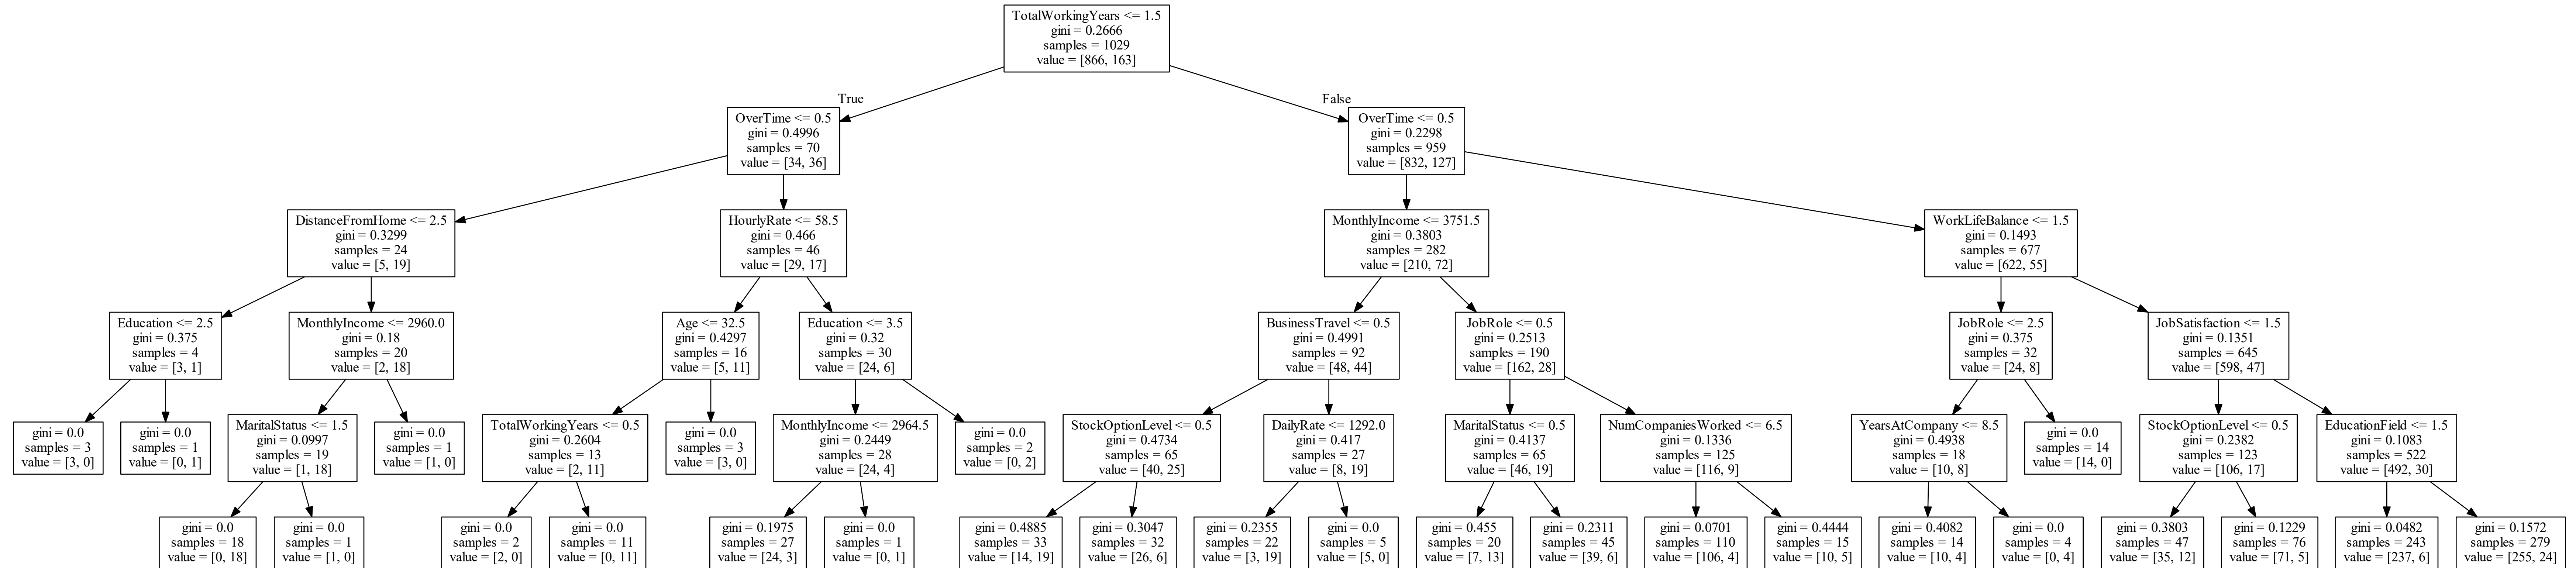 TotalWorkingYears <= 1.5
gini = 0.2666
samples = 1029
value = [866, 163]
True
False
OverTime <= 0.5
gini = 0.4996
samples = 70
value = [34, 36]
OverTime <= 0.5
gini = 0.2298
samples = 959
value = [832, 127]
DistanceFromHome <= 2.5
gini = 0.3299
samples = 24
value = [5, 19]
HourlyRate <= 58.5
gini = 0.466
samples = 46
value = [29, 17]
MonthlyIncome <= 3751.5
gini = 0.3803
samples = 282
value = [210, 72]
WorkLifeBalance <= 1.5
gini = 0.1493
samples = 677
value = [622, 55]
Education <= 2.5
gini = 0.375
samples = 4
value = [3, 1]
MonthlyIncome <= 2960.0
gini = 0.18
samples = 20
value = [2, 18]
Age <= 32.5
gini = 0.4297
samples = 16
value = [5, 11]
Education <= 3.5
gini = 0.32
samples = 30
value = [24, 6]
BusinessTravel <= 0.5
gini = 0.4991
samples = 92
value = [48, 44]
JobRole <= 0.5
gini = 0.2513
samples = 190
value = [162, 28]
JobRole <= 2.5
gini = 0.375
samples = 32
value = [24, 8]
JobSatisfaction <= 1.5
gini = 0.1351
samples = 645
value = [598, 47]
gini = 0.0
samples = 3
value = [3, 0]
gini = 0.0
samples = 1
value = [0, 1]
MaritalStatus <= 1.5
gini = 0.0997
samples = 19
value = [1, 18]
gini = 0.0
samples = 1
value = [1, 0]
TotalWorkingYears <= 0.5
gini = 0.2604
samples = 13
value = [2, 11]
gini = 0.0
samples = 3
value = [3, 0]
MonthlyIncome <= 2964.5
gini = 0.2449
samples = 28
value = [24, 4]
gini = 0.0
samples = 2
value = [0, 2]
StockOptionLevel <= 0.5
gini = 0.4734
samples = 65
value = [40, 25]
DailyRate <= 1292.0
gini = 0.417
samples = 27
value = [8, 19]
MaritalStatus <= 0.5
gini = 0.4137
samples = 65
value = [46, 19]
NumCompaniesWorked <= 6.5
gini = 0.1336
samples = 125
value = [116, 9]
YearsAtCompany <= 8.5
gini = 0.4938
samples = 18
value = [10, 8]
gini = 0.0
samples = 14
value = [14, 0]
StockOptionLevel <= 0.5
gini = 0.2382
samples = 123
value = [106, 17]
EducationField <= 1.5
gini = 0.1083
samples = 522
value = [492, 30]
gini = 0.0
samples = 18
value = [0, 18]
gini = 0.0
samples = 1
value = [1, 0]
gini = 0.0
samples = 2
value = [2, 0]
gini = 0.0
samples = 11
value = [0, 11]
gini = 0.1975
samples = 27
value = [24, 3]
gini = 0.0
samples = 1
value = [0, 1]
gini = 0.4885
samples = 33
value = [14, 19]
gini = 0.3047
samples = 32
value = [26, 6]
gini = 0.2355
samples = 22
value = [3, 19]
gini = 0.0
samples = 5
value = [5, 0]
gini = 0.455
samples = 20
value = [7, 13]
gini = 0.2311
samples = 45
value = [39, 6]
gini = 0.0701
samples = 110
value = [106, 4]
gini = 0.4444
samples = 15
value = [10, 5]
gini = 0.4082
samples = 14
value = [10, 4]
gini = 0.0
samples = 4
value = [0, 4]
gini = 0.3803
samples = 47
value = [35, 12]
gini = 0.1229
samples = 76
value = [71, 5]
gini = 0.0482
samples = 243
value = [237, 6]
gini = 0.1572
samples = 279
value = [255, 24]